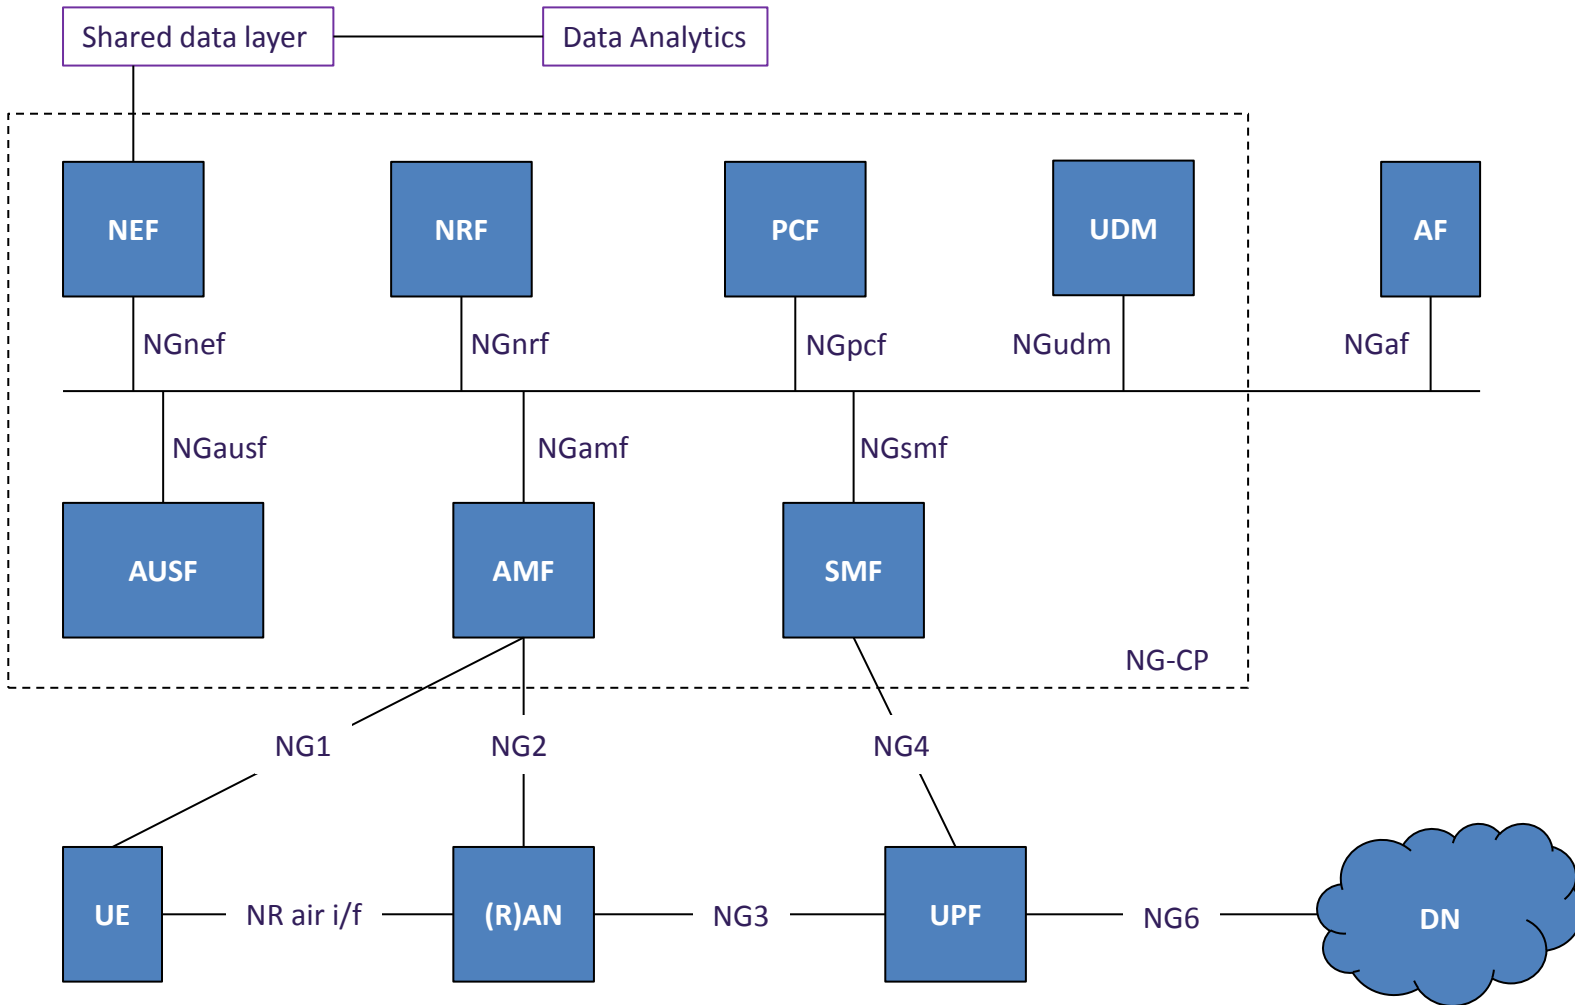 Shared data layer
Data Analytics
NEF
NRF
PCF
UDM
AF
NGnef
NGnrf
NGpcf
NGudm
NGaf
NGausf
NGamf
NGsmf
AUSF
AMF
SMF
NG-CP
NG1
NG2
NG4
UE
NR air i/f
(R)AN
NG3
UPF
NG6
DN